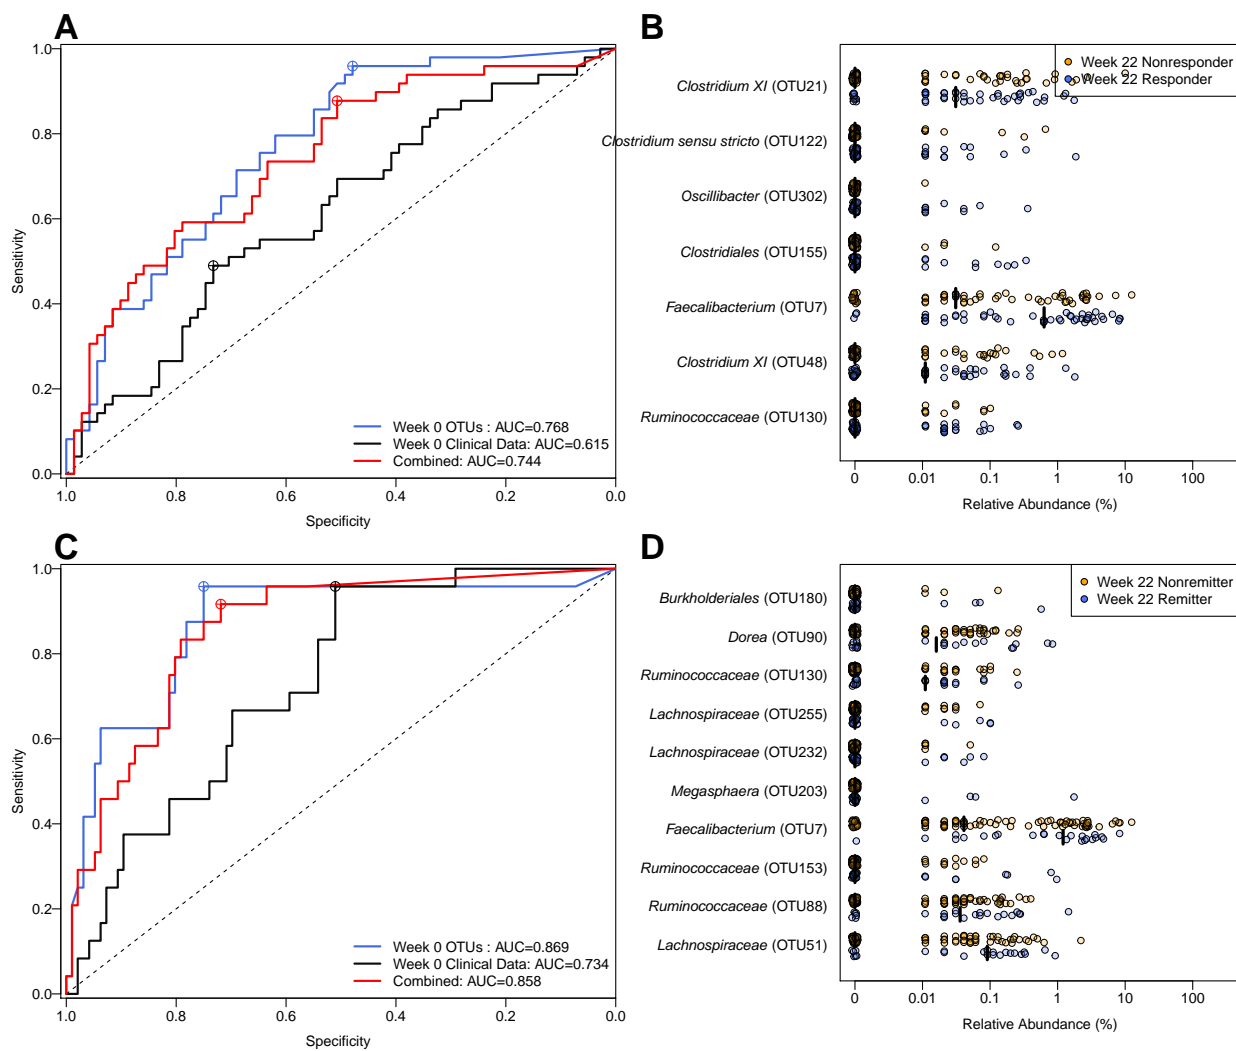 A
1.0
0.8
0.6
0.4
0.2
0.0
Sensitivity
Week 0 OTUs : AUC=0.768
Week 0 Clinical Data: AUC=0.615
Combined: AUC=0.744
1.0 0.8 0.6 0.4 0.2 0.0
Specificity
B
Week 22 Nonresponder
Week 22 Responder
Clostridium XI (OTU21)
Clostridium sensu stricto (OTU122)
Oscillibacter (OTU302)
Clostridiales (OTU155)
Faecalibacterium (OTU7)
Clostridium XI (OTU48)
Ruminococcaceae (OTU130)
0 0.01 0.1 1 10 100
Relative Abundance (%)
C
1.0
0.8
0.6
0.4
0.2
0.0
Sensitivity
Week 0 OTUs : AUC=0.869
Week 0 Clinical Data: AUC=0.734
Combined: AUC=0.858
1.0 0.8 0.6 0.4 0.2 0.0
Specificity
D
Week 22 Nonremitter
Week 22 Remitter
Burkholderiales (OTU180)
Dorea (OTU90)
Ruminococcaceae (OTU130)
Lachnospiraceae (OTU255)
Lachnospiraceae (OTU232)
Megasphaera (OTU203)
Faecalibacterium (OTU7)
Ruminococcaceae (OTU153)
Ruminococcaceae (OTU88)
Lachnospiraceae (OTU51)
0 0.01 0.1 1 10 100
Relative Abundance (%)